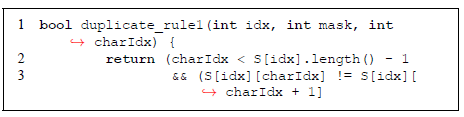 1 bool duplicate_rule1(int idx, int mask, int
↪ charIdx) {
2 return (charIdx < S[idx].length() - 1
3 && (S[idx][charIdx] != S[idx][
↪ charIdx + 1]